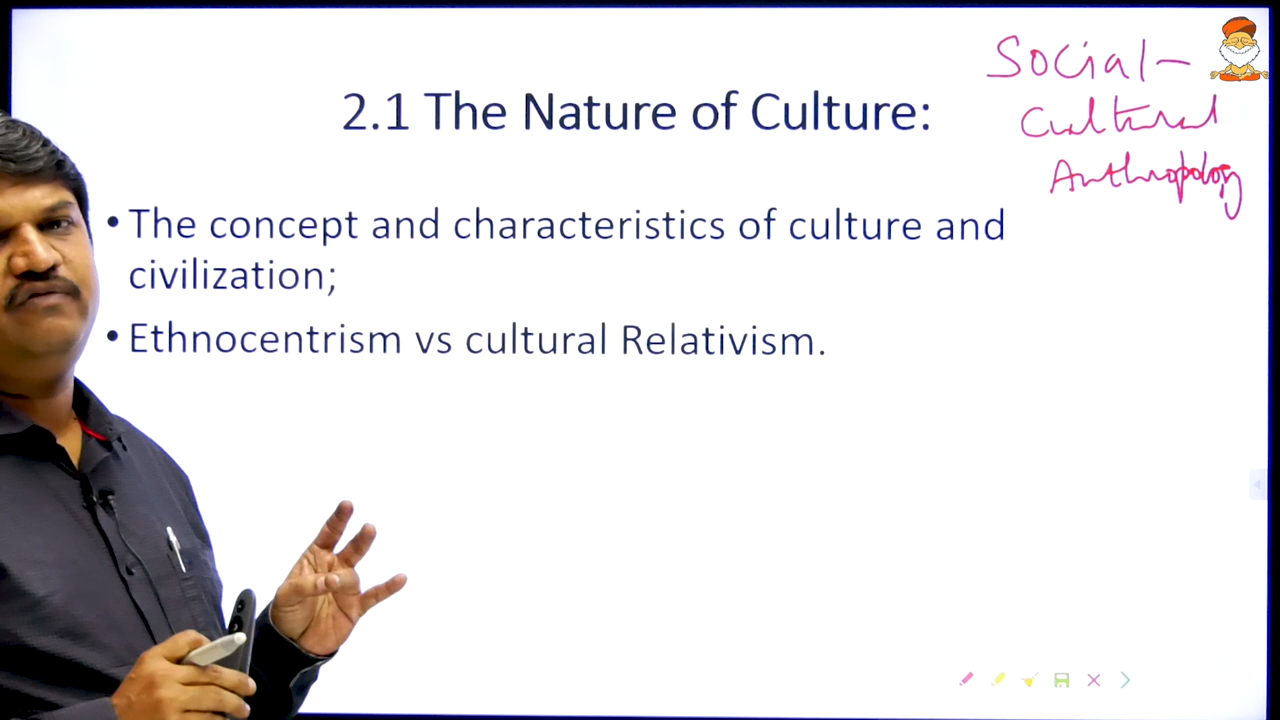 Social-
Cultural
Anthropology
2.1 The Nature of Culture:
• The concept and characteristics of culture and
civilization;
• Ethnocentrism vs cultural Relativism.